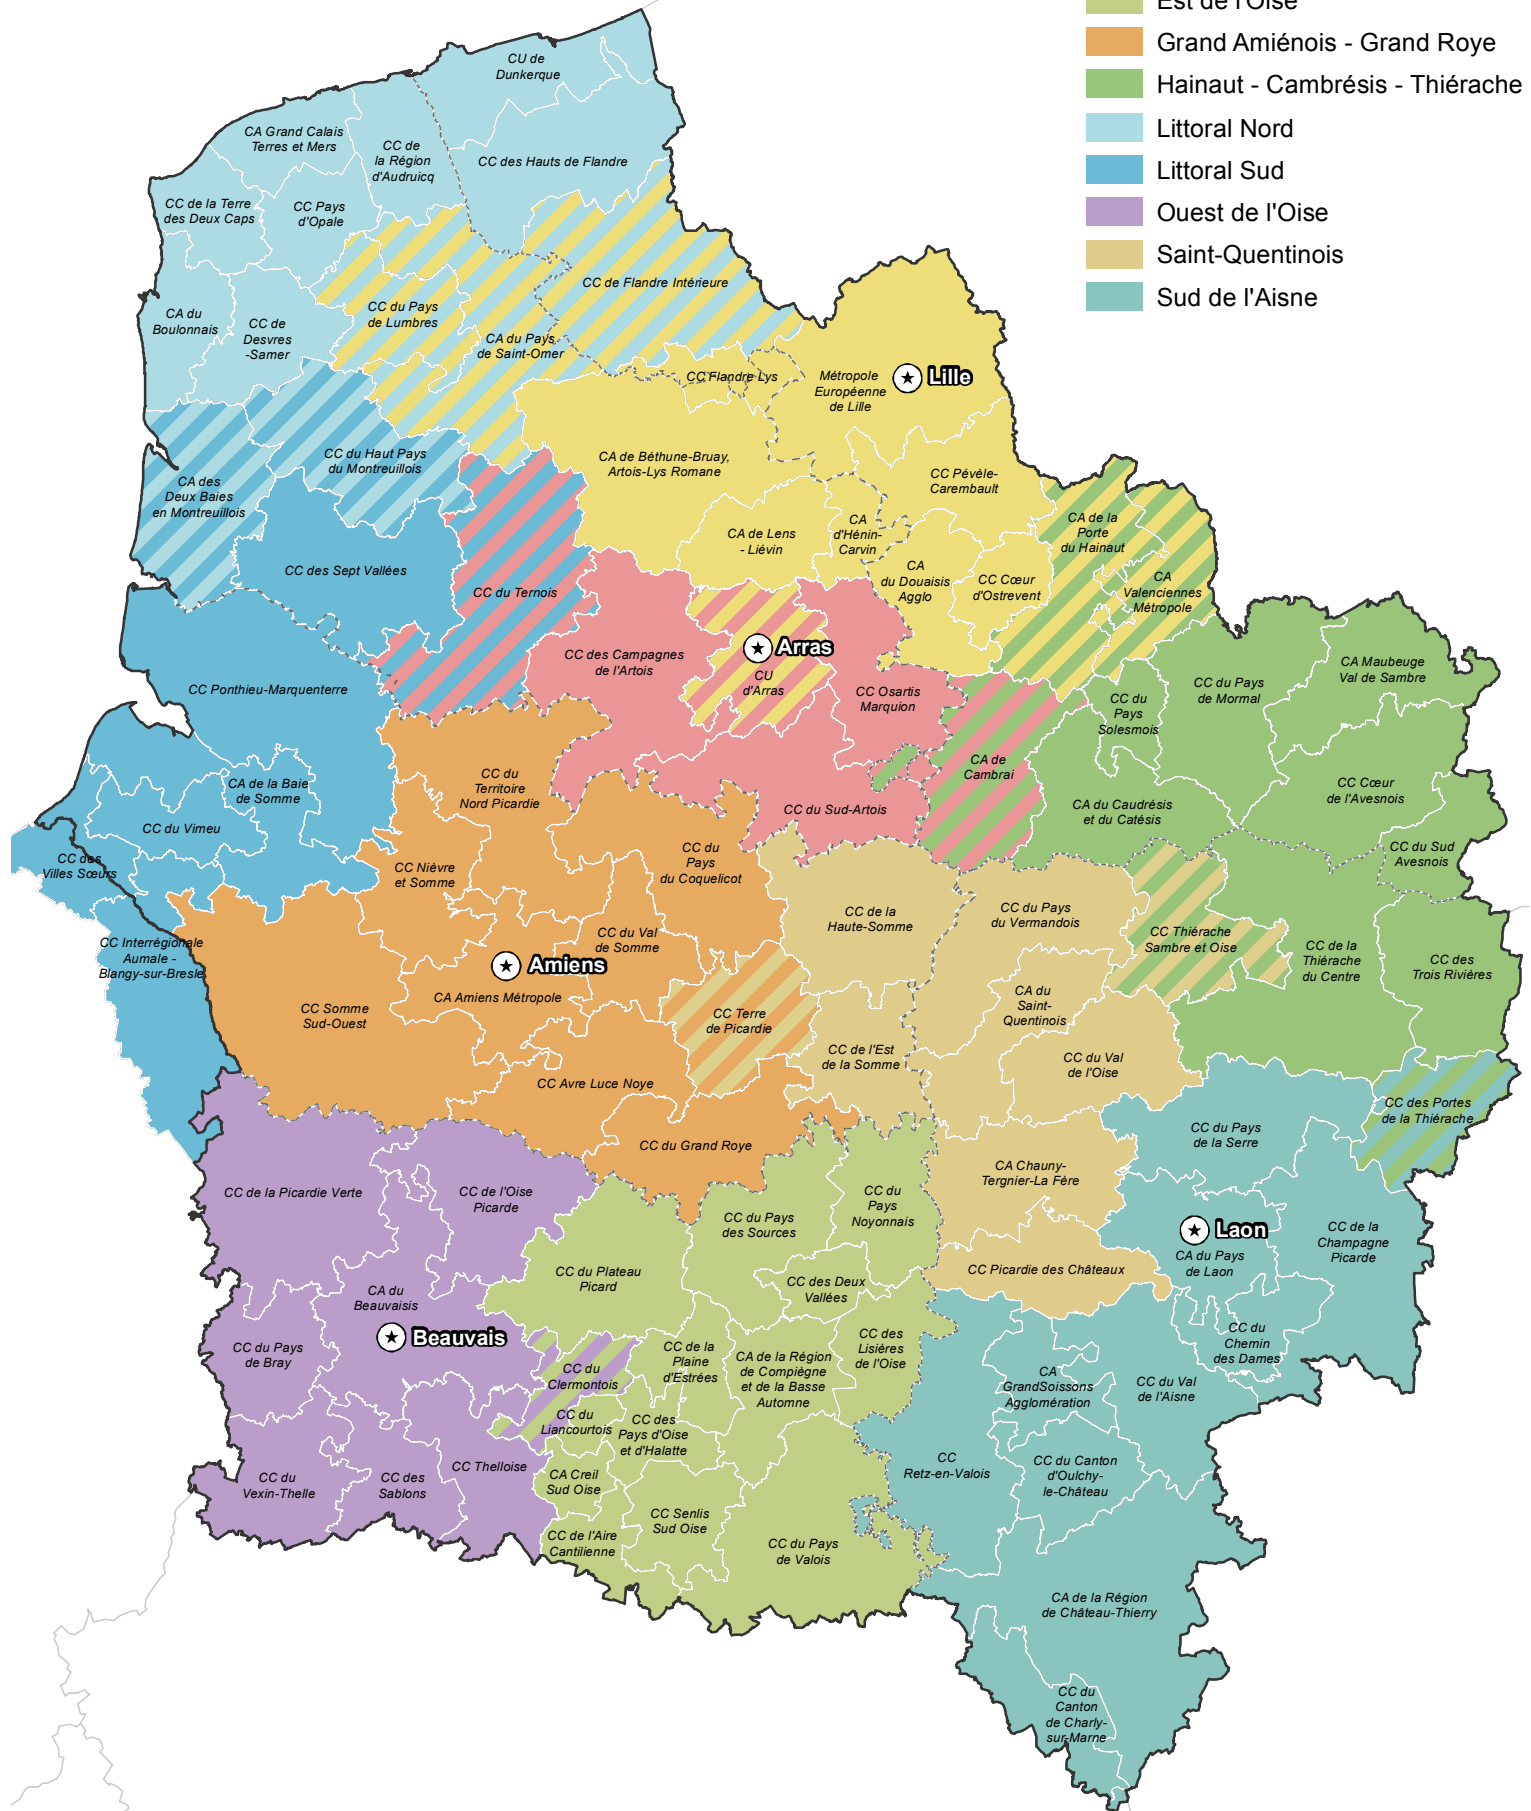 Est de l'Oise
Grand Amiénois - Grand Roye
Hainaut - Cambrésis - Thiérache
Littoral Nord
Littoral Sud
Ouest de l'Oise
Saint-Quentinois
Sud de l'Aisne
CU de
Dunkerque
CA Grand Calais
Terres et Mers
CC de
la Région
d'Audruicq
CC des Hauts de Flandre
CC de la Terre
des Deux Caps
CC Pays
d'Opale
CC de Flandre Intérieure
CA du
Boulonnais
CC de
Desvres
-Samer
CC du Pays
de Lumbres
CA du Pays
de Saint-Omer
CC Flandre Lys
Métropole
Européenne
de Lille
Lille
CA des
Deux Baies
en Montreuillois
CC du Haut Pays
du Montreuillois
CA de Béthune-Bruay,
Artois-Lys Romane
CC Pévèle-
Carembault
CA de Lens
- Liévin
CA
d'Hénin-
Carvin
CA
du Douaisis
Agglo
CC Cœur
d'Ostrevent
CA de la
Porte
du Hainaut
CA
Valenciennes
Métropole
CC des Sept Vallées
CC du Ternois
CC des Campagnes
de l'Artois
Arras
CU
d'Arras
CC Osartis
Marquion
CC du
Pays
Solesmois
CC du Pays
de Mormal
CA Maubeuge
Val de Sambre
CC Ponthieu-Marquenterre
CC du
Territoire
Nord Picardie
CA de
Cambrai
CC Cœur
de l'Avesnois
CA de la Baie
de Somme
CC du Vimeu
CC du Sud-Artois
CA du Caudrésis
et du Catésis
CC des
Villes Sœurs
CC Nièvre
et Somme
CC du
Pays
du Coquelicot
CC du Sud
Avesnois
CC de la
Haute-Somme
CC du Pays
du Vermandois
CC Interrégionale
Aumale -
Blangy-sur-Bresle
CC du Val
de Somme
CC Thiérache
Sambre et Oise
CC de la
Thiérache
du Centre
CC des
Trois Rivières
Amiens
CA Amiens Métropole
CC Somme
Sud-Ouest
CC Terre
de Picardie
CA du
Saint-
Quentinois
CC de l'Est
de la Somme
CC du Val
de l'Oise
CC Avre Luce Noye
CC des Portes
de la Thiérache
CC du Grand Roye
CC du Pays
de la Serre
CC de la Picardie Verte
CC de l'Oise
Picarde
CA Chauny-
Tergnier-La Fère
CC du Pays
des Sources
CC du
Pays
Noyonnais
Laon
CA du Pays
de Laon
CC de la
Champagne
Picarde
CC du Plateau
Picard
CC des Deux
Vallées
CC Picardie des Châteaux
CA du
Beauvaisis
Beauvais
CC du Pays
de Bray
CC du
Clermontois
CC de la
Plaine
d'Estrées
CA de la Région
de Compiègne
et de la Basse
Automne
CC des
Lisières
de l'Oise
CC du
Chemin
des Dames
CA
GrandSoissons
Agglomération
CC du Val
de l'Aisne
CC du
Liancourtois
CC des
Pays d'Oise
et d'Halatte
CC Thelloise
CA Creil
Sud Oise
CC
Retz-en-Valois
CC du Canton
d'Oulchy-
le-Château
CC du
Vexin-Thelle
CC des
Sablons
CC Senlis
Sud Oise
CC de l'Aire
Cantilienne
CC du Pays
de Valois
CA de la Région
de Château-Thierry
CC du
Canton
de Charly-
sur-Marne